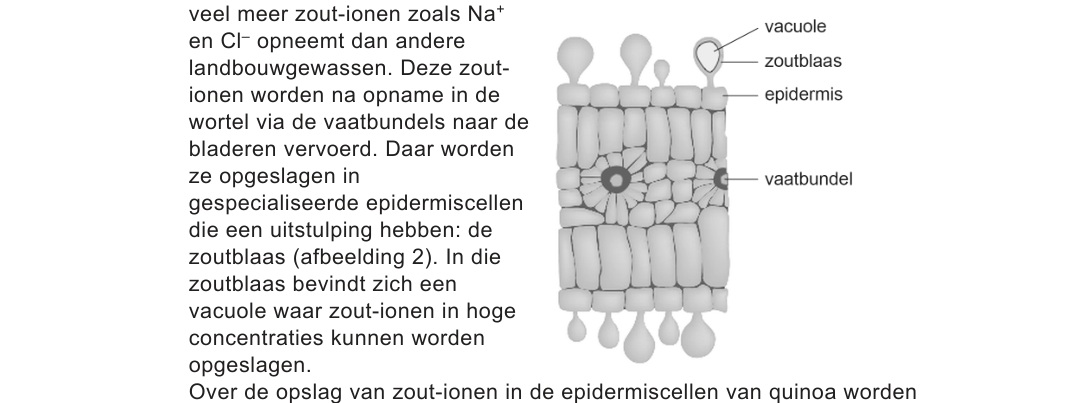 veel meer zout-ionen zoals Na⁺
en Cl⁻ opneemt dan andere
landbouwgewassen. Deze zout-
ionen worden na opname in de
wortel via de vaatbundels naar de
bladeren vervoerd. Daar worden
ze opgeslagen in
gespecialiseerde epidermiscellen
die een uitstulping hebben: de
zoutblaas (afbeelding 2). In die
zoutblaas bevindt zich een
vacuole waar zout-ionen in hoge
concentraties kunnen worden
opgeslagen.
Over de opslag van zout-ionen in de epidermiscellen van quinoa worden
vacuole
zoutblaas
epidermis
vaatbundel